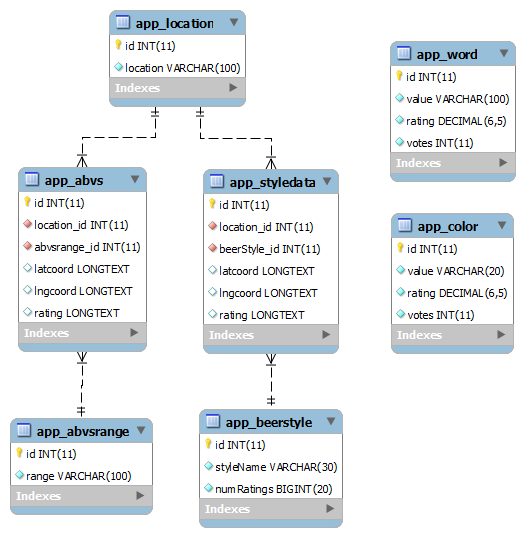 app_location
id INT(11)
location VARCHAR(100)
Indexes
app_word
id INT(11)
value VARCHAR(100)
rating DECIMAL(6,5)
votes INT(11)
Indexes
app_abvs
id INT(11)
location_id INT(11)
abvsrange_id INT(11)
latcoord LONGTEXT
lngcoord LONGTEXT
rating LONGTEXT
Indexes
app_styledata
id INT(11)
location_id INT(11)
beerStyle_id INT(11)
latcoord LONGTEXT
lngcoord LONGTEXT
rating LONGTEXT
Indexes
app_color
id INT(11)
value VARCHAR(20)
rating DECIMAL(6,5)
votes INT(11)
Indexes
app_abvsrange
id INT(11)
range VARCHAR(100)
Indexes
app_beerstyle
id INT(11)
styleName VARCHAR(30)
numRatings BIGINT(20)
Indexes